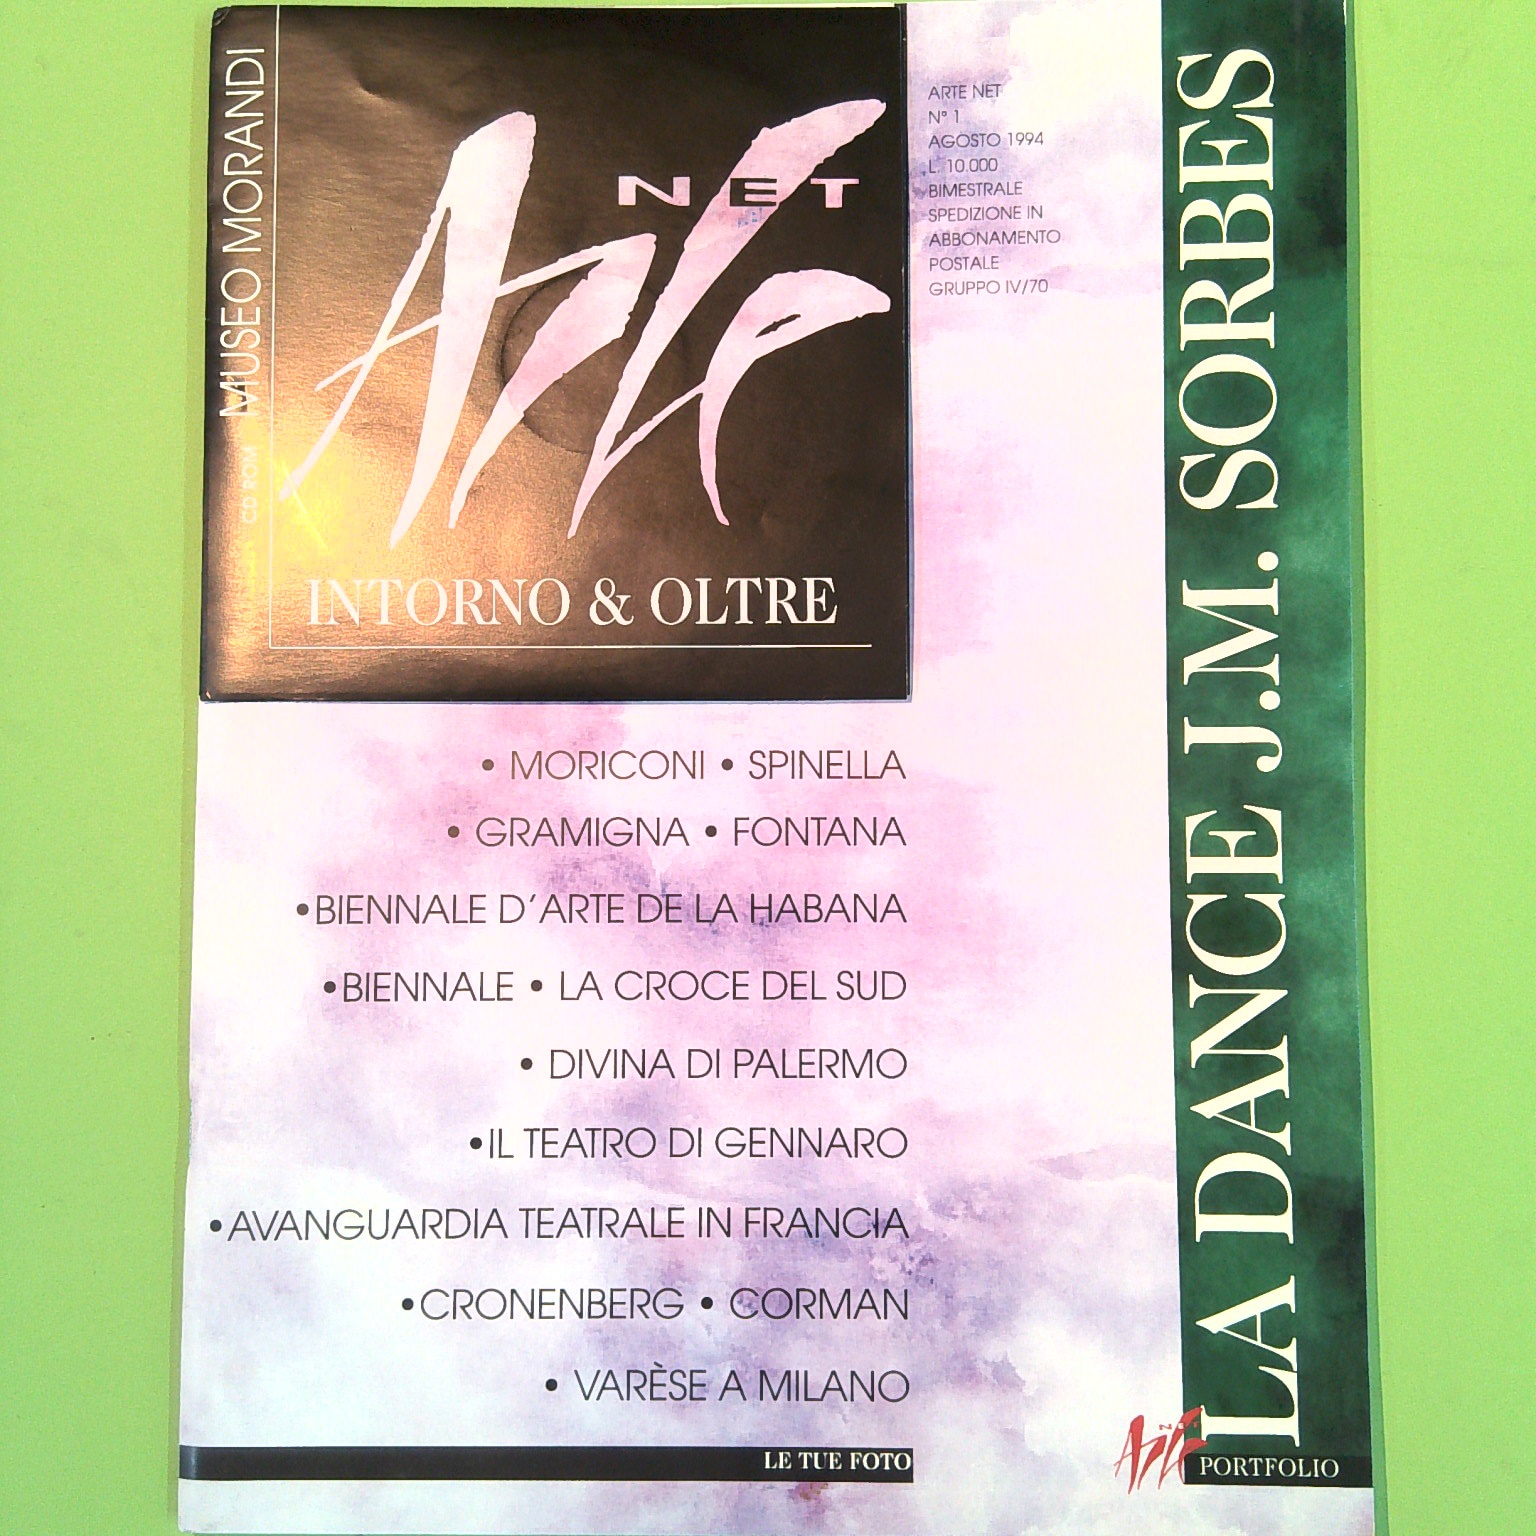 MUSEO MORANDI
CD ROM
Arte
NET
INTORNO & OLTRE
ARTE NET
N° 1
AGOSTO 1994
L. 10.000
BIMESTRALE
SPEDIZIONE IN
ABBONAMENTO
POSTALE
GRUPPO IV/70
• MORICONI • SPINELLA
• GRAMIGNA • FONTANA
•BIENNALE D'ARTE DE LA HABANA
•BIENNALE • LA CROCE DEL SUD
• DIVINA DI PALERMO
•IL TEATRO DI GENNARO
•AVANGUARDIA TEATRALE IN FRANCIA
•CRONENBERG • CORMAN
• VARÈSE A MILANO
LE TUE FOTO
LA DANCE J.M. SORBES
Arte NET
PORTFOLIO